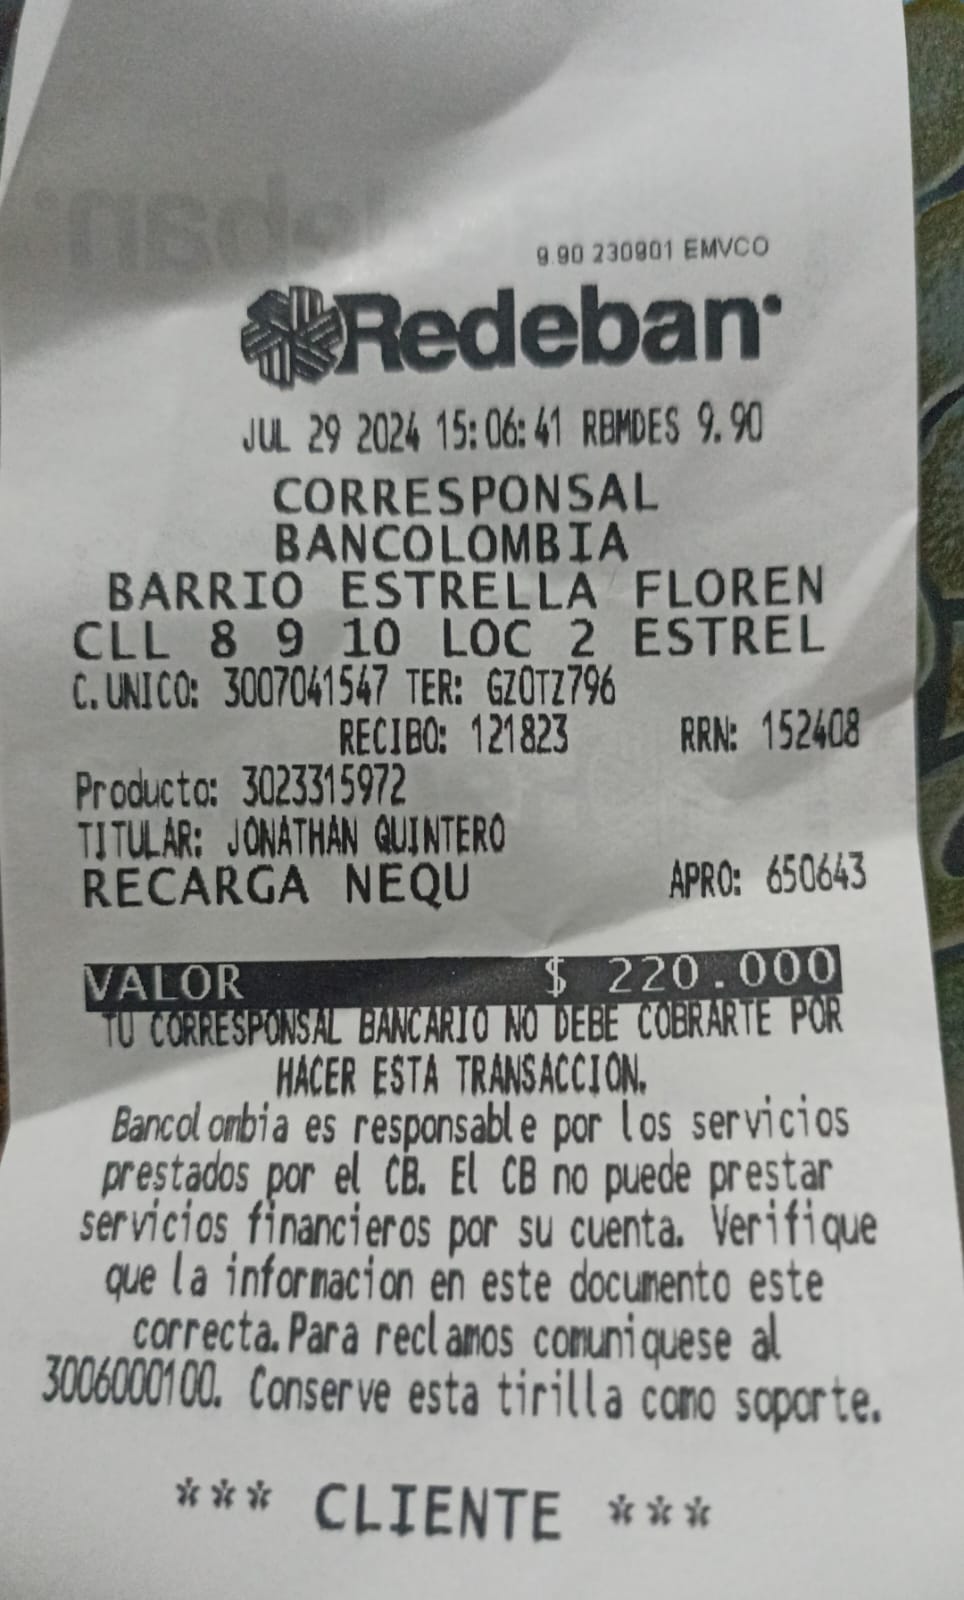 9.90 230901 EMVCO
Redeban
JUL 29 2024 15:06:41 RBMDES 9.90
CORRESPONSAL
BANCOLOMBIA
BARRIO ESTRELLA FLOREN
CLL 8 9 10 LOC 2 ESTREL
C. UNICO: 3007041547 TER: GZOTZ796
RECIBO: 121823 RRN: 152408
Producto: 3023315972
TITULAR: JONATHAN QUINTERO
RECARGA NEQU APRO: 650643
VALOR $ 220.000
TU CORRESPONSAL BANCARIO NO DEBE COBRARTE POR
HACER ESTA TRANSACCION.
Bancolombia es responsable por los servicios
prestados por el CB. El CB no puede prestar
servicios financieros por su cuenta. Verifique
que la informacion en este documento este
correcta. Para reclamos comuniquese al
3006000100. Conserve esta tirilla como soporte.
*** CLIENTE ***